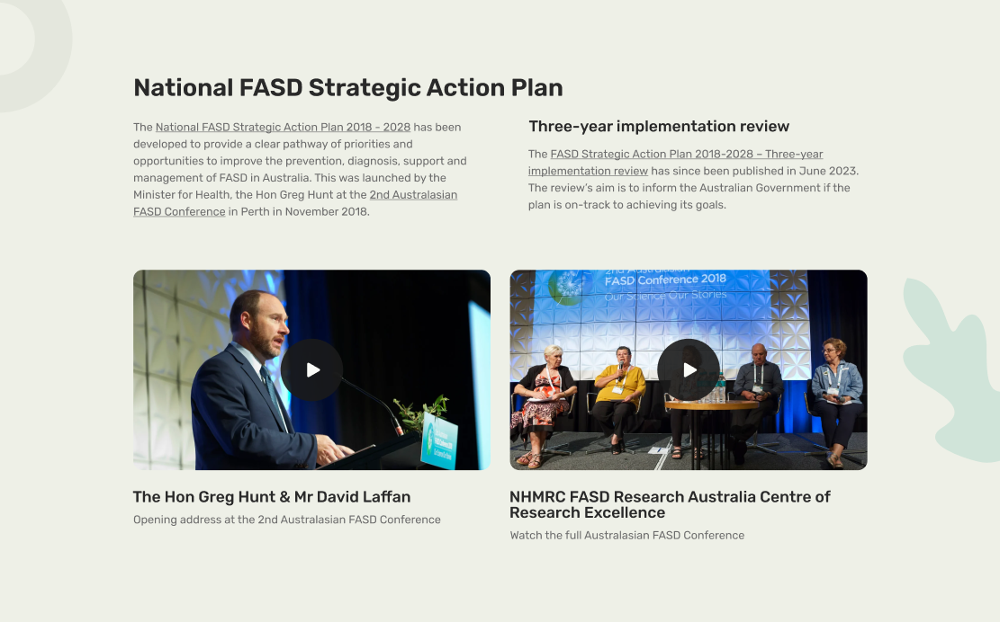 National FASD Strategic Action Plan
The National FASD Strategic Action Plan 2018 - 2028 has been
developed to provide a clear pathway of priorities and
opportunities to improve the prevention, diagnosis, support and
management of FASD in Australia. This was launched by the
Minister for Health, the Hon Greg Hunt at the 2nd Australasian
FASD Conference in Perth in November 2018.
Three-year implementation review
The FASD Strategic Action Plan 2018-2028 – Three-year
implementation review has since been published in June 2023.
The review’s aim is to inform the Australian Government if the
plan is on-track to achieving its goals.
2nd Australasian
FASD Conference 2018
Our Science Our Stories
The Hon Greg Hunt & Mr David Laffan
Opening address at the 2nd Australasian FASD Conference
NHMRC FASD Research Australia Centre of
Research Excellence
Watch the full Australasian FASD Conference